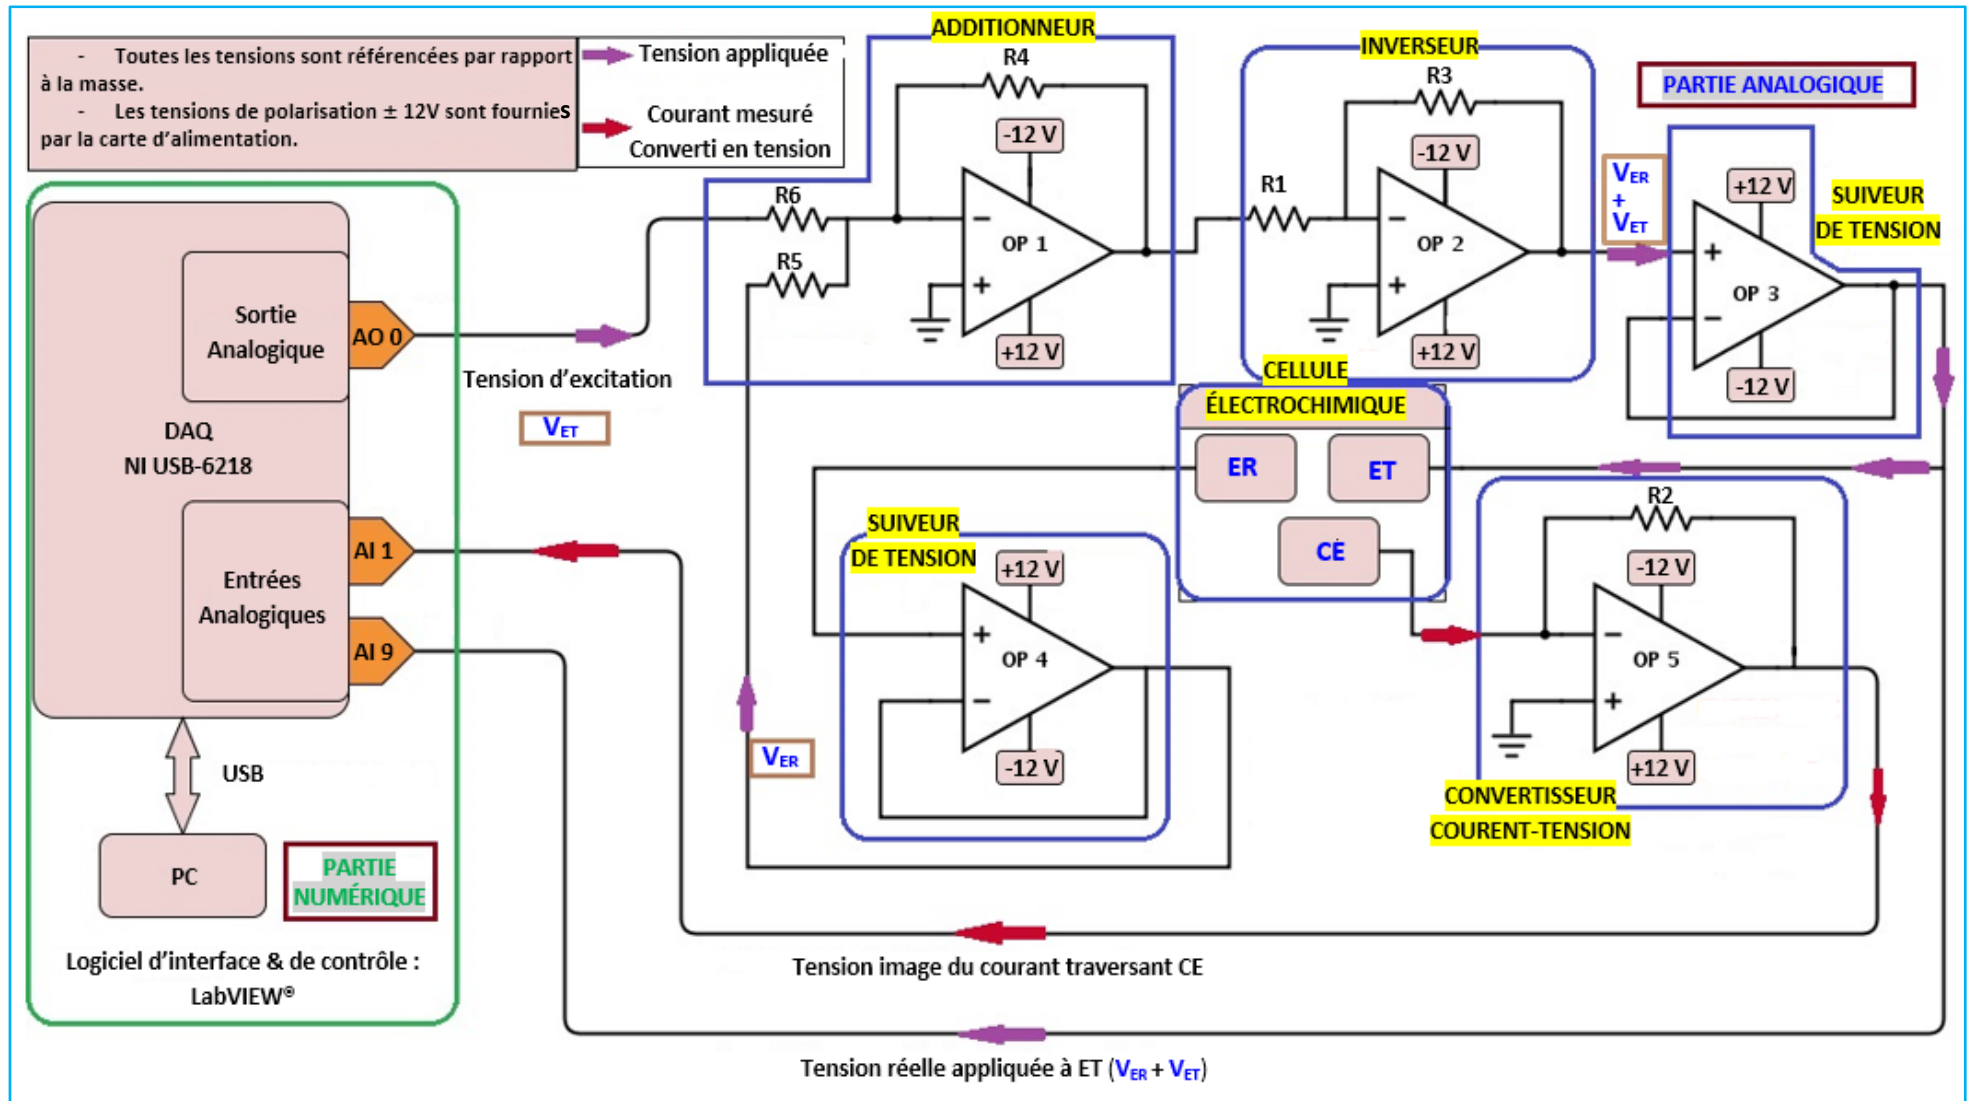 - Toutes les tensions sont référencées par rapport
à la masse.
- Les tensions de polarisation ± 12V sont fournies
par la carte d'alimentation.
Tension appliquée
Courant mesuré
Converti en tension
ADDITIONNEUR
R4
-12 V
R6
R5
OP 1
+12 V
INVERSEUR
R3
-12 V
R1
OP 2
+12 V
PARTIE ANALOGIQUE
VER
+
VET
+12 V
SUIVEUR
DE TENSION
OP 3
-12 V
Sortie
Analogique
AO 0
Tension d'excitation
VET
DAQ
NI USB-6218
Entrées
Analogiques
AI 1
AI 9
USB
PC
PARTIE
NUMÉRIQUE
Logiciel d'interface & de contrôle :
LabVIEW®
CELLULE
ÉLECTROCHIMIQUE
ER
ET
CE
SUIVEUR
DE TENSION
+12 V
OP 4
-12 V
VER
R2
-12 V
OP 5
+12 V
CONVERTISSEUR
COURENT-TENSION
Tension image du courant traversant CE
Tension réelle appliquée à ET (VER + VET)